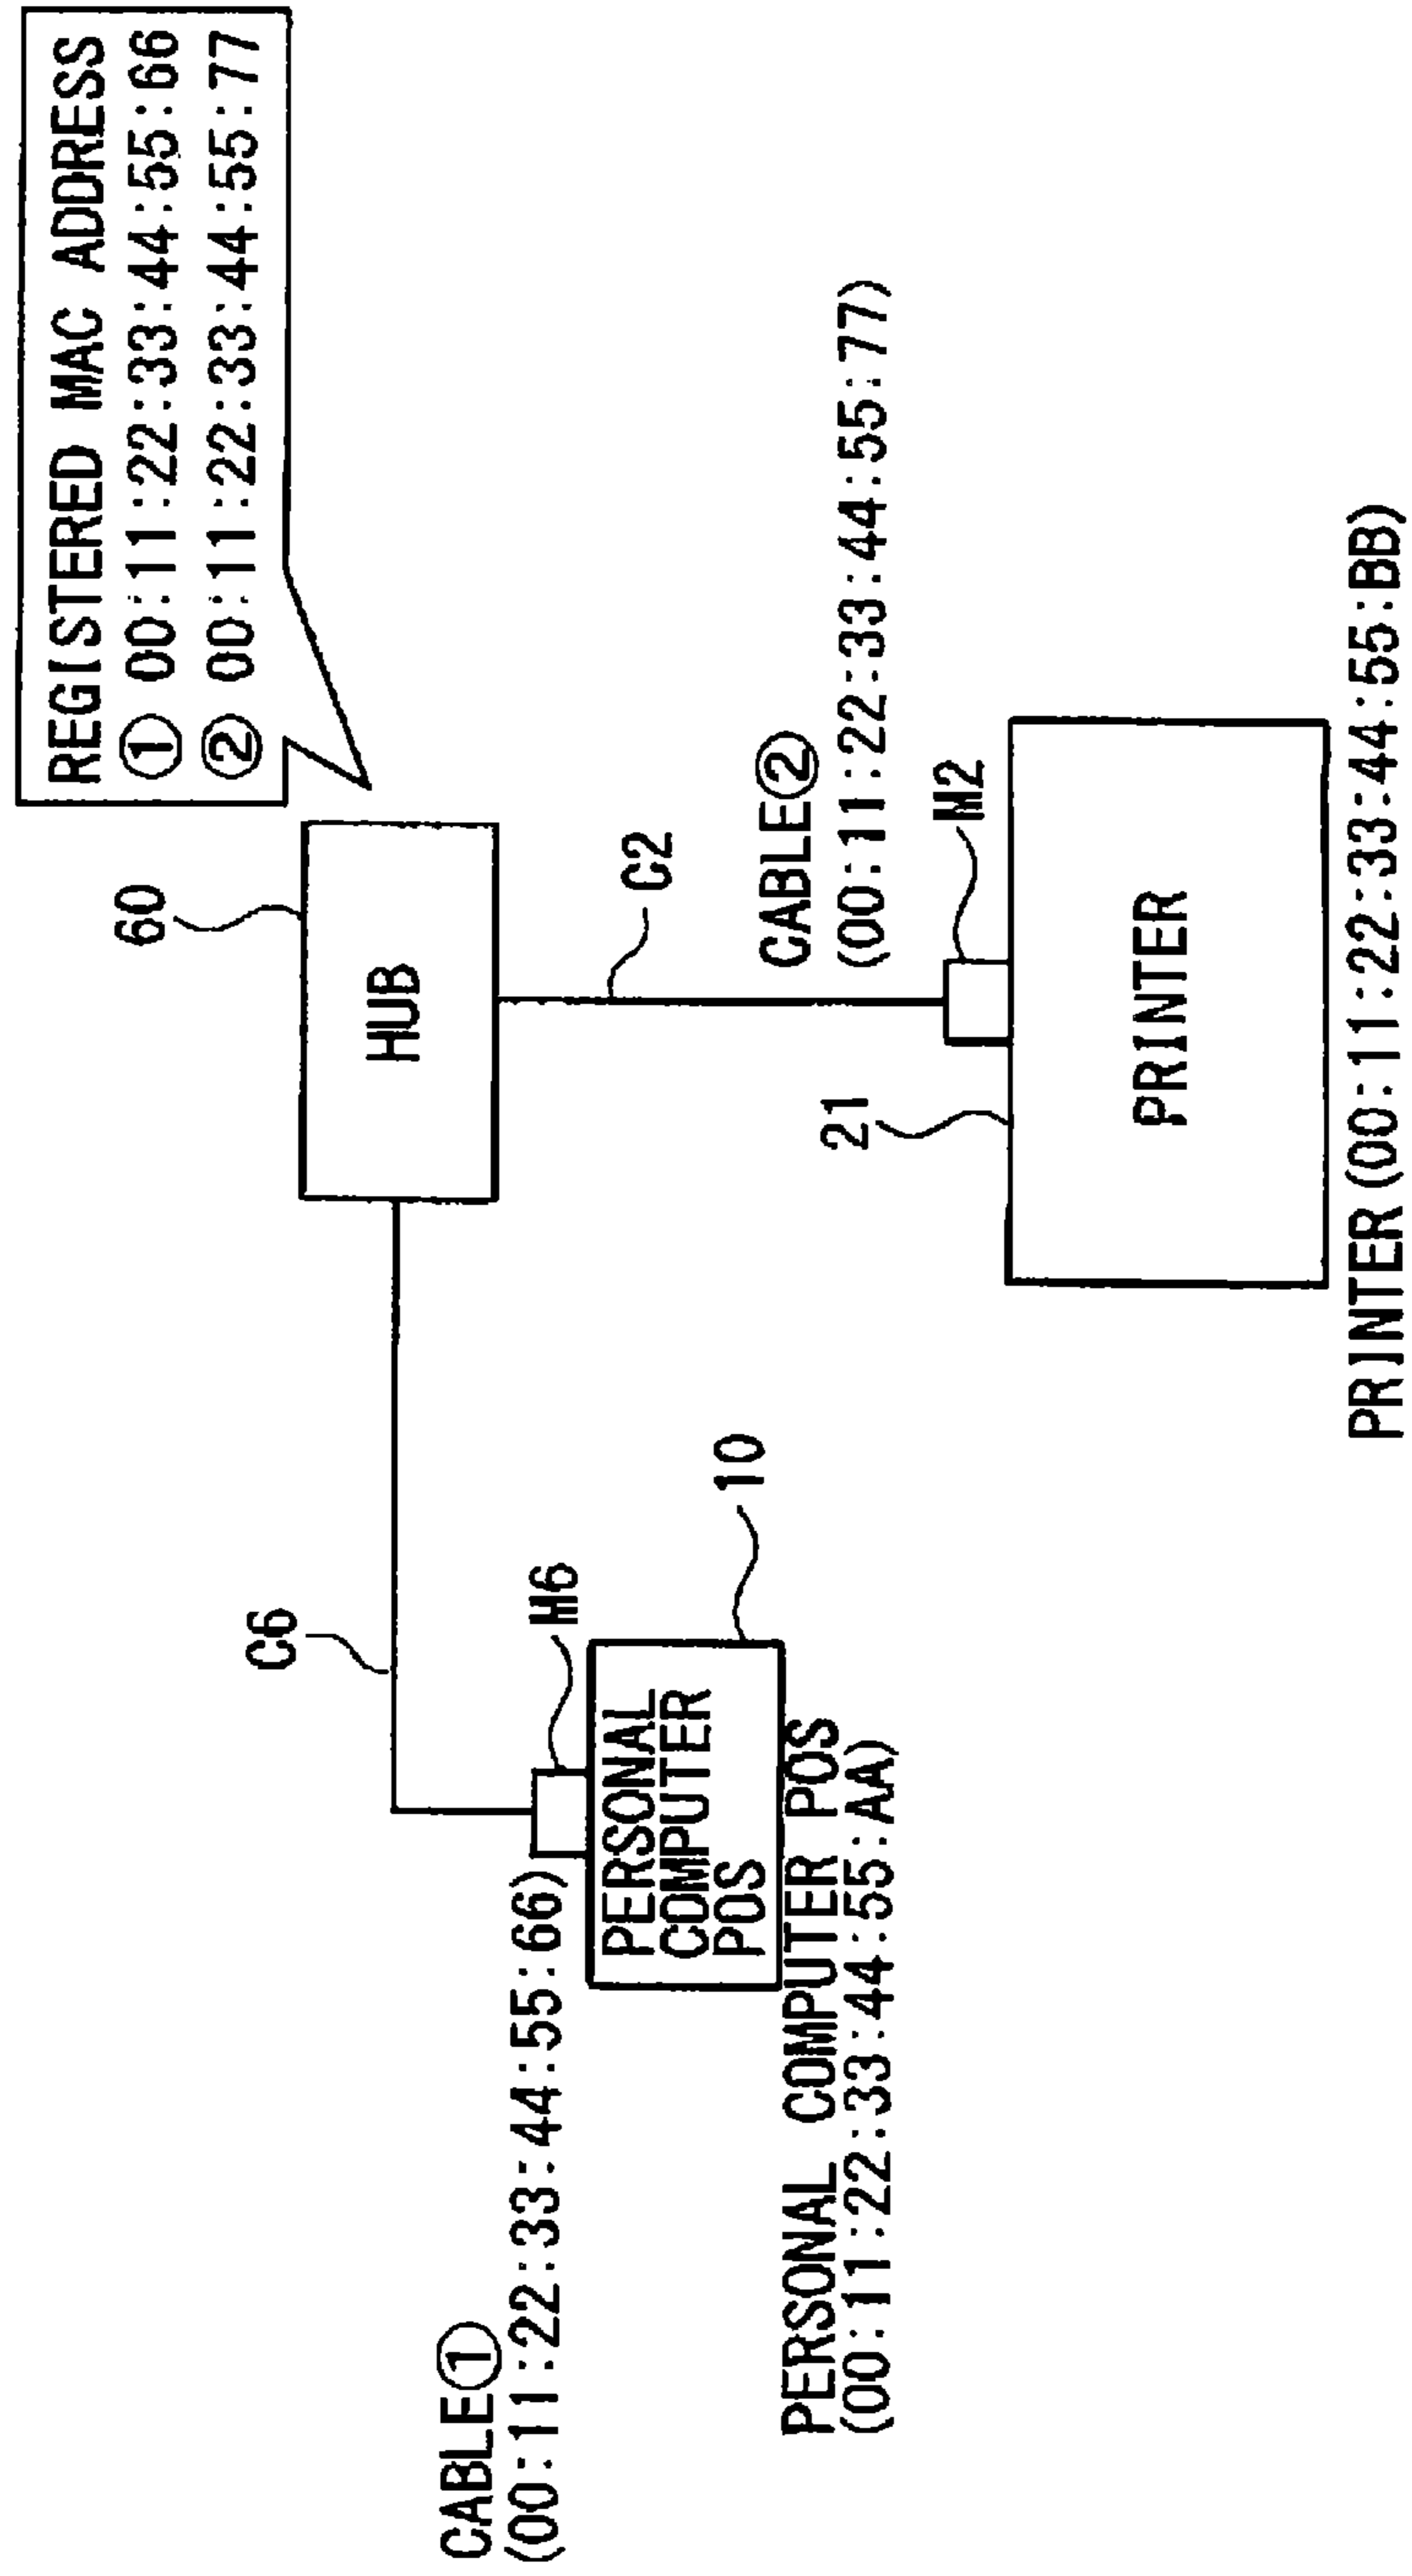 REGISTERED MAC ADDRESS
① 00:11:22:33:44:55:66
② 00:11:22:33:44:55:77
60
HUB
C6
C2
CABLE①
(00:11:22:33:44:55:66)
M6
PERSONAL
COMPUTER
POS
10
PERSONAL COMPUTER POS
(00:11:22:33:44:55:AA)
CABLE②
(00:11:22:33:44:55:77)
21
M2
PRINTER
PRINTER(00:11:22:33:44:55:BB)